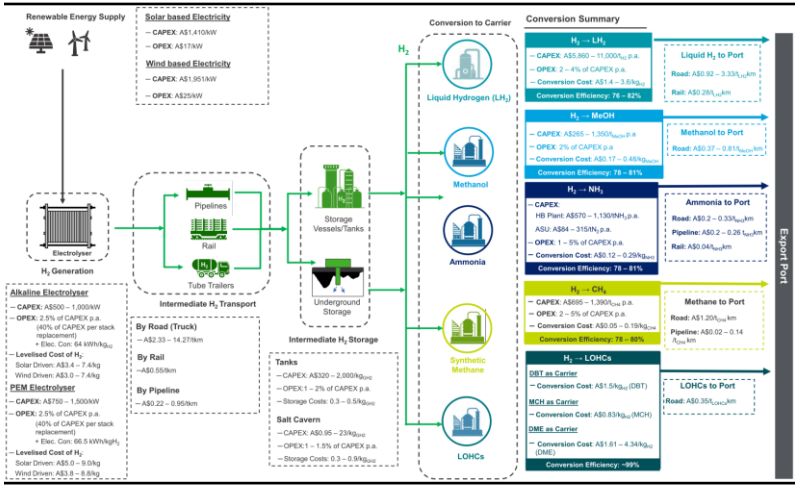 Renewable Energy Supply
Solar based Electricity
— CAPEX: A$1,410/kW
— OPEX: A$17/kW
Wind based Electricity
— CAPEX: A$1,951/kW
— OPEX: A$25/kW
Electrolyser
H₂ Generation
Alkaline Electrolyser
— CAPEX: A$500 – 1,000/kW
— OPEX: 2.5% of CAPEX p.a.
(40% of CAPEX per stack
replacement)
+ Elec. Con: 64 kWh/kgH₂
— Levelised Cost of H₂:
Solar Driven: A$3.4 – 7.4/kg
Wind Driven: A$3.0 – 7.4/kg
PEM Electrolyser
— CAPEX: A$750 – 1,500/kW
— OPEX: 2.5% of CAPEX p.a.
(40% of CAPEX per stack
replacement)
+ Elec. Con: 66.5 kWh/kgH₂
— Levelised Cost of H₂:
Solar Driven: A$5.0 – 9.0/kg
Wind Driven: A$3.8 – 8.8/kg
Pipelines
Rail
H₂
Tube Trailers
Intermediate H₂ Transport
By Road (Truck)
— A$2.33 – 14.27/tkm
By Rail
— A$0.55/tkm
By Pipeline
— A$0.22 – 0.95/tkm
H₂
Storage
Vessels/Tanks
Underground
Storage
Intermediate H₂ Storage
Tanks
— CAPEX: A$320 – 2,000/kgGH2
— OPEX:1 – 2% of CAPEX p.a.
— Storage Costs: 0.3 – 0.5/kgGH2
Salt Cavern
— CAPEX: A$0.95 – 23/kgGH2
— OPEX:1 – 1.5% of CAPEX p.a.
— Storage Costs: 0.3 – 0.9/kgGH2
H₂
Conversion to Carrier
Liquid Hydrogen (LH₂)
Methanol
Ammonia
Synthetic
Methane
LOHCs
Conversion Summary
H₂ → LH₂
— CAPEX: A$5,860 – 11,000/tLH2 p.a.
— OPEX: 2 – 4% of CAPEX p.a.
— Conversion Cost: A$1.4 – 3.6/kgH2
Conversion Efficiency: 76 – 82%
Liquid H₂ to Port
Road: A$0.92 – 3.33/tLH2km
Rail: A$0.28/tLH2km
H₂ → MeOH
— CAPEX: A$265 – 1,350/tMeOH p.a
— OPEX: 2% of CAPEX p.a
— Conversion Cost: A$0.17 – 0.48/kgMeOH
Conversion Efficiency: 78 – 81%
Methanol to Port
Road: A$0.37 – 0.81/tMeOH km
H₂ → NH₃
— CAPEX:
HB Plant: A$570 – 1,130/tNH₃ p.a.
ASU: A$84 – 315/tN₂ p.a.
— OPEX: 1 – 5% of CAPEX p.a.
— Conversion Cost: A$0.12 – 0.29/kgNH3
Conversion Efficiency: 78 – 81%
Ammonia to Port
Road: A$0.2 – 0.33/tNH3km
Pipeline: A$0.2 – 0.26 tNH3km
Rail: A$0.04/tNH3km
H₂ → CH₄
— CAPEX: A$695 – 1,390/tCH4 p.a.
— OPEX: 2 – 5% of CAPEX p.a.
— Conversion Cost: A$0.05 – 0.19/kgCH4
Conversion Efficiency: 78 – 80%
Methane to Port
Road: A$1.20/tCH4km
Pipeline: A$0.02 – 0.14
/tCH4 km
H₂ → LOHCs
DBT as Carrier
— Conversion Cost: A$1.5/kgH2 (DBT)
MCH as Carrier
— Conversion Cost: A$0.83/kgH2 (MCH)
DME as Carrier
— Conversion Cost: A$1.61 – 4.34/kgH2
(DME)
Conversion Efficiency: ~99%
LOHCs to Port
Road: A$0.35/tLOHCskm
Export Port